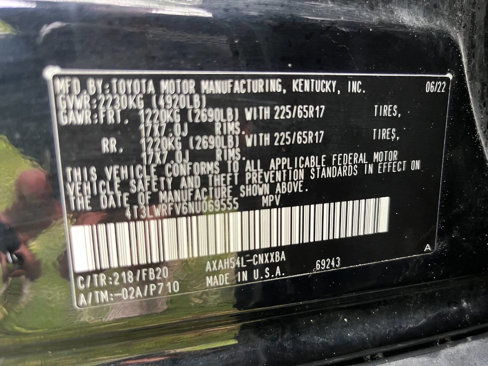 MFD.BY:TOYOTA MOTOR MANUFACTURING, KENTUCKY, INC. 06/22
GVWR:2230KG (4920LB)
GAWR:FRT. 1220KG (2690LB) WITH 225/65R17 TIRES,
17X7.0J RIMS.
RR. 1220KG (2690LB) WITH 225/65R17 TIRES,
17X7.0J RIMS.
THIS VEHICLE CONFORMS TO ALL APPLICABLE FEDERAL MOTOR
VEHICLE SAFETY AND THEFT PREVENTION STANDARDS IN EFFECT ON
THE DATE OF MANUFACTURE SHOWN ABOVE.
4T3LWRFV6NU069555 MPV
C/TR:218/FB20 AXAH54L-CNXXBA 69243 A
A/TM:-02A/P710 MADE IN U.S.A.